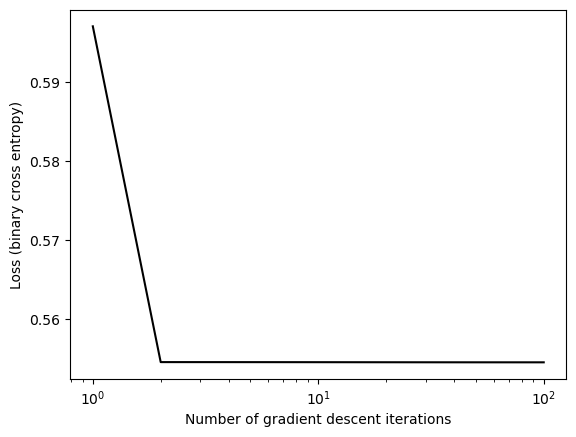 Loss (binary cross entropy)
0.59
0.58
0.57
0.56
10⁰ 10¹ 10²
Number of gradient descent iterations